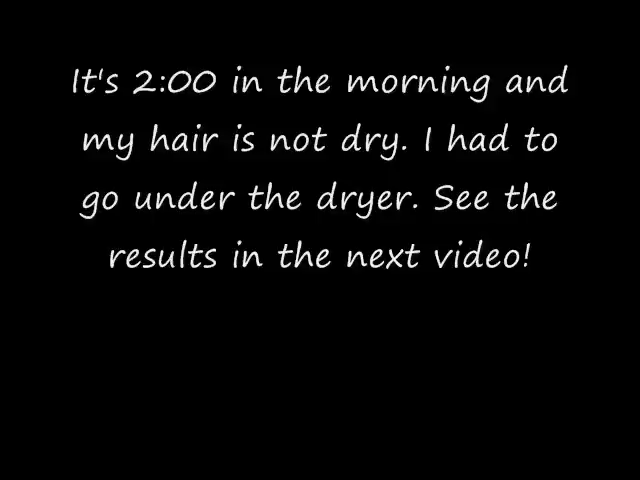 It's 2:00 in the morning and
my hair is not dry. I had to
go under the dryer. See the
results in the next video!